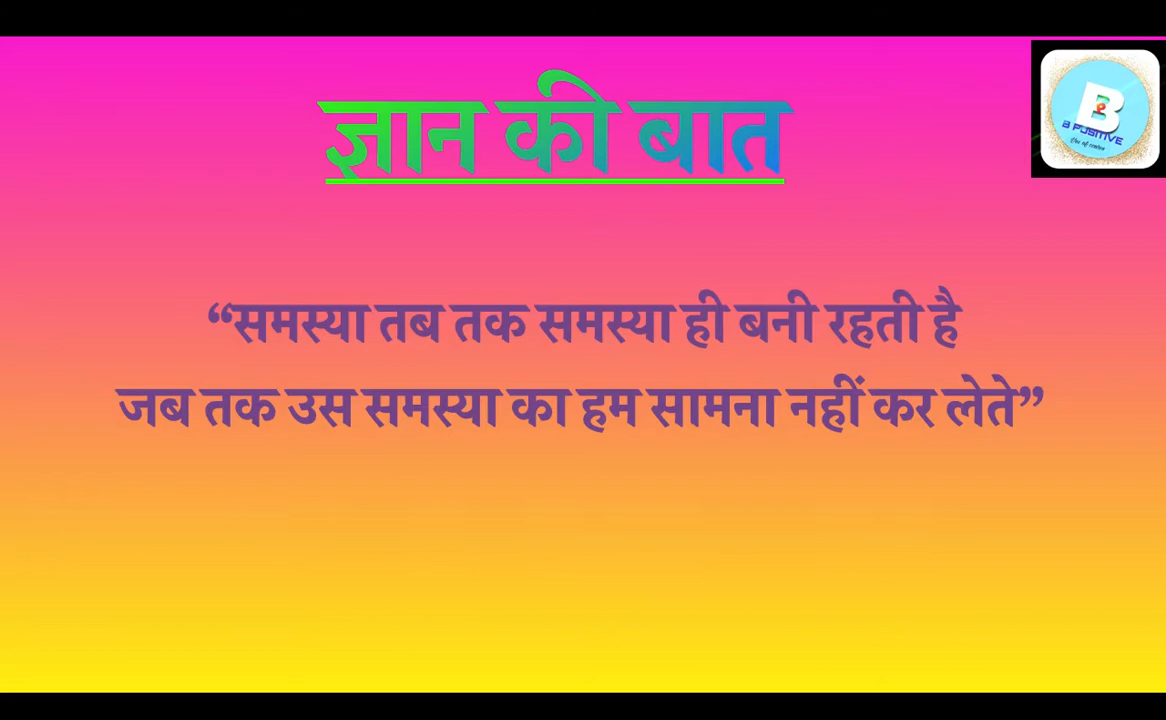 ज्ञान की बात
B POSITIVE
“समस्या तब तक समस्या ही बनी रहती है
जब तक उस समस्या का हम सामना नहीं कर लेते”